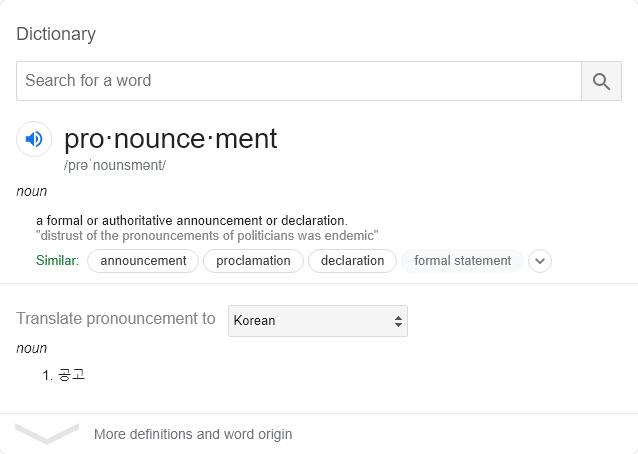 Dictionary
Search for a word
pro·nounce·ment
/prəˈnounsmənt/
noun
a formal or authoritative announcement or declaration.
"distrust of the pronouncements of politicians was endemic"
Similar: announcement proclamation declaration formal statement
Translate pronouncement to Korean
noun
1. 공고
More definitions and word origin